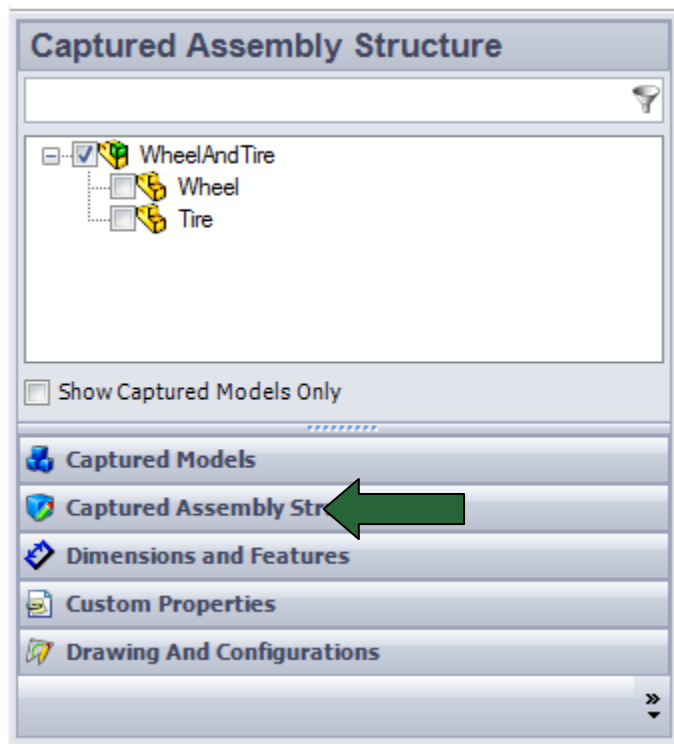 Captured Assembly Structure
WheelAndTire
Wheel
Tire
Show Captured Models Only
Captured Models
Captured Assembly Str
Dimensions and Features
Custom Properties
Drawing And Configurations